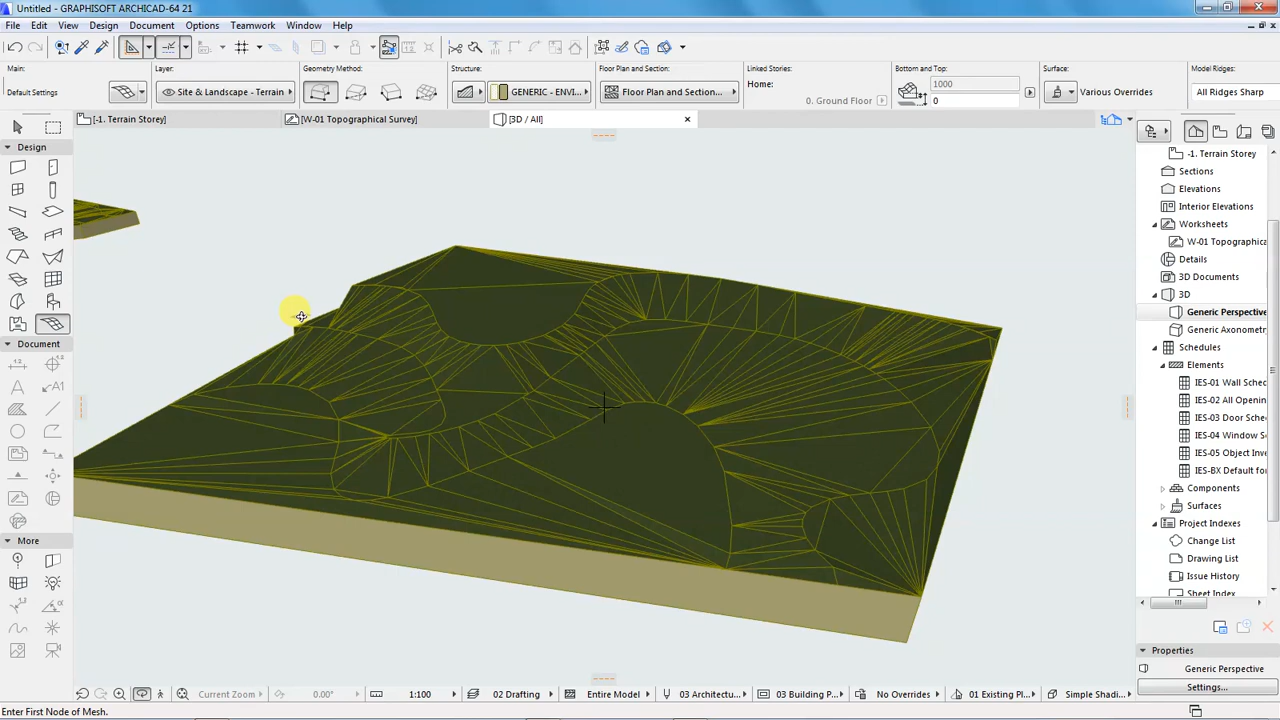 Untitled - GRAPHISOFT ARCHICAD-64 21
File Edit View Design Document Options Teamwork Window Help
Main: Layer: Geometry Method: Structure: Floor Plan and Section: Linked Stories: Bottom and Top: Surface: Model Ridges:
Default Settings
Site & Landscape - Terrain
GENERIC - ENVI...
Floor Plan and Section...
Home:
0. Ground Floor
1000
0
Various Overrides
All Ridges Sharp
[-1. Terrain Storey]
[W-01 Topographical Survey]
[3D / All]
Design
Document
A
A1
More
-1. Terrain Storey
Sections
Elevations
Interior Elevations
Worksheets
W-01 Topographica
Details
3D Documents
3D
Generic Perspective
Generic Axonometr
Schedules
Elements
IES-01 Wall Sched
IES-02 All Opening
IES-03 Door Sche
IES-04 Window S
IES-05 Object Inve
IES-BX Default for
Components
Surfaces
Project Indexes
Change List
Drawing List
Issue History
Sheet Index
Properties
Generic Perspective
Settings...
Current Zoom
0.00°
1:100
02 Drafting
Entire Model
03 Architectu...
03 Building P...
No Overrides
01 Existing Pl...
Simple Shadi...
Enter First Node of Mesh.